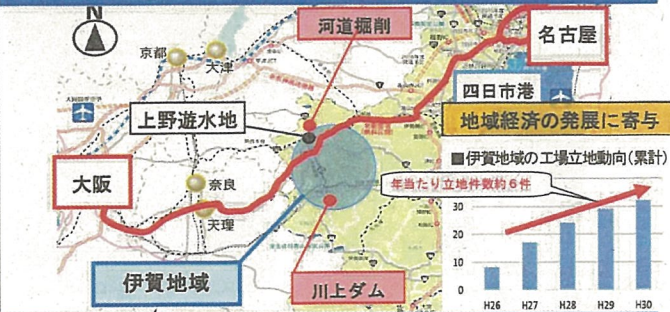 N
河道掘削
名古屋
京都
大津
四日市港
上野遊水地
地域経済の発展に寄与
■伊賀地域の工場立地動向(累計)
大阪
奈良
年当たり立地件数約6件
天理
30
20
10
0
伊賀地域
川上ダム
H26
H27
H28
H29
H30